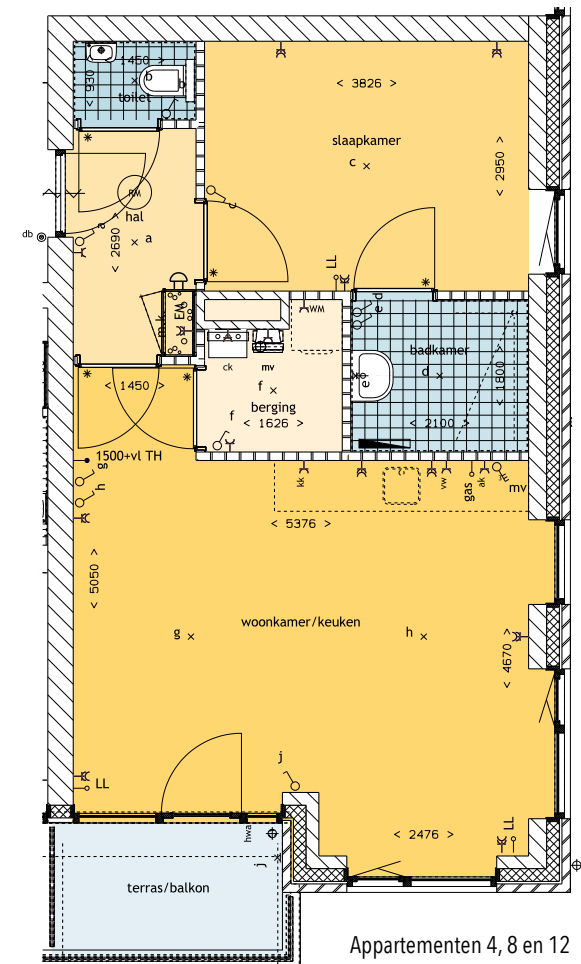 < 1450 >
b
< 930 >
toilet
< 3826 >
slaapkamer
c
< 2950 >
RM
hal
c
a
a
< 2690 >
db
LL
EM
m.k.
WM
e d
badkamer
d
< 1800 >
ck
mv
f
e
< 1450 >
berging
f
< 1626 >
< 2100 >
1500+vl TH
g
h
kk
vw
gas
ak
mv
< 5376 >
< 5050 >
woonkamer/keuken
g
h
< 4670 >
j
LL
LL
< 2476 >
hwa
j
terras/balkon
Appartementen 4, 8 en 12